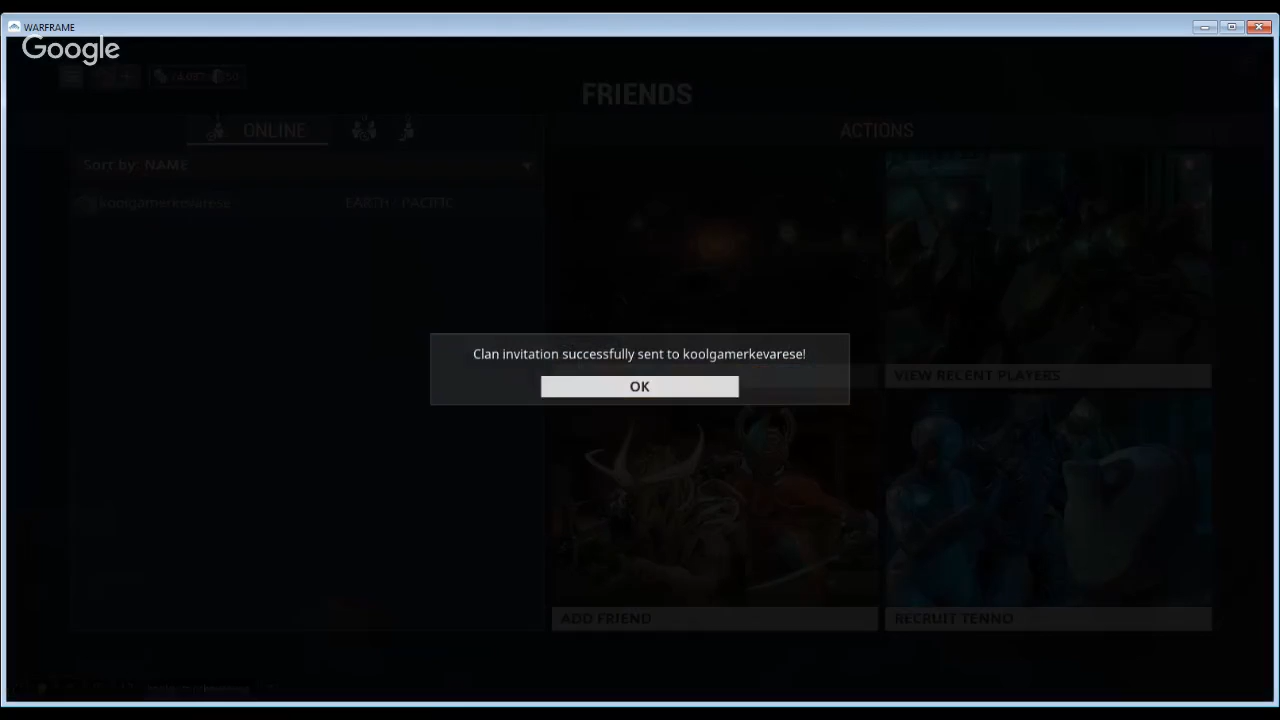 WARFRAME
Google
FRIENDS
ONLINE
ACTIONS
Sort by: NAME
koolgamerkevarese
EARTH - PACIFIC
Clan invitation successfully sent to koolgamerkevarese!
OK
VIEW RECENT PLAYERS
ADD FRIEND
RECRUIT TENNO